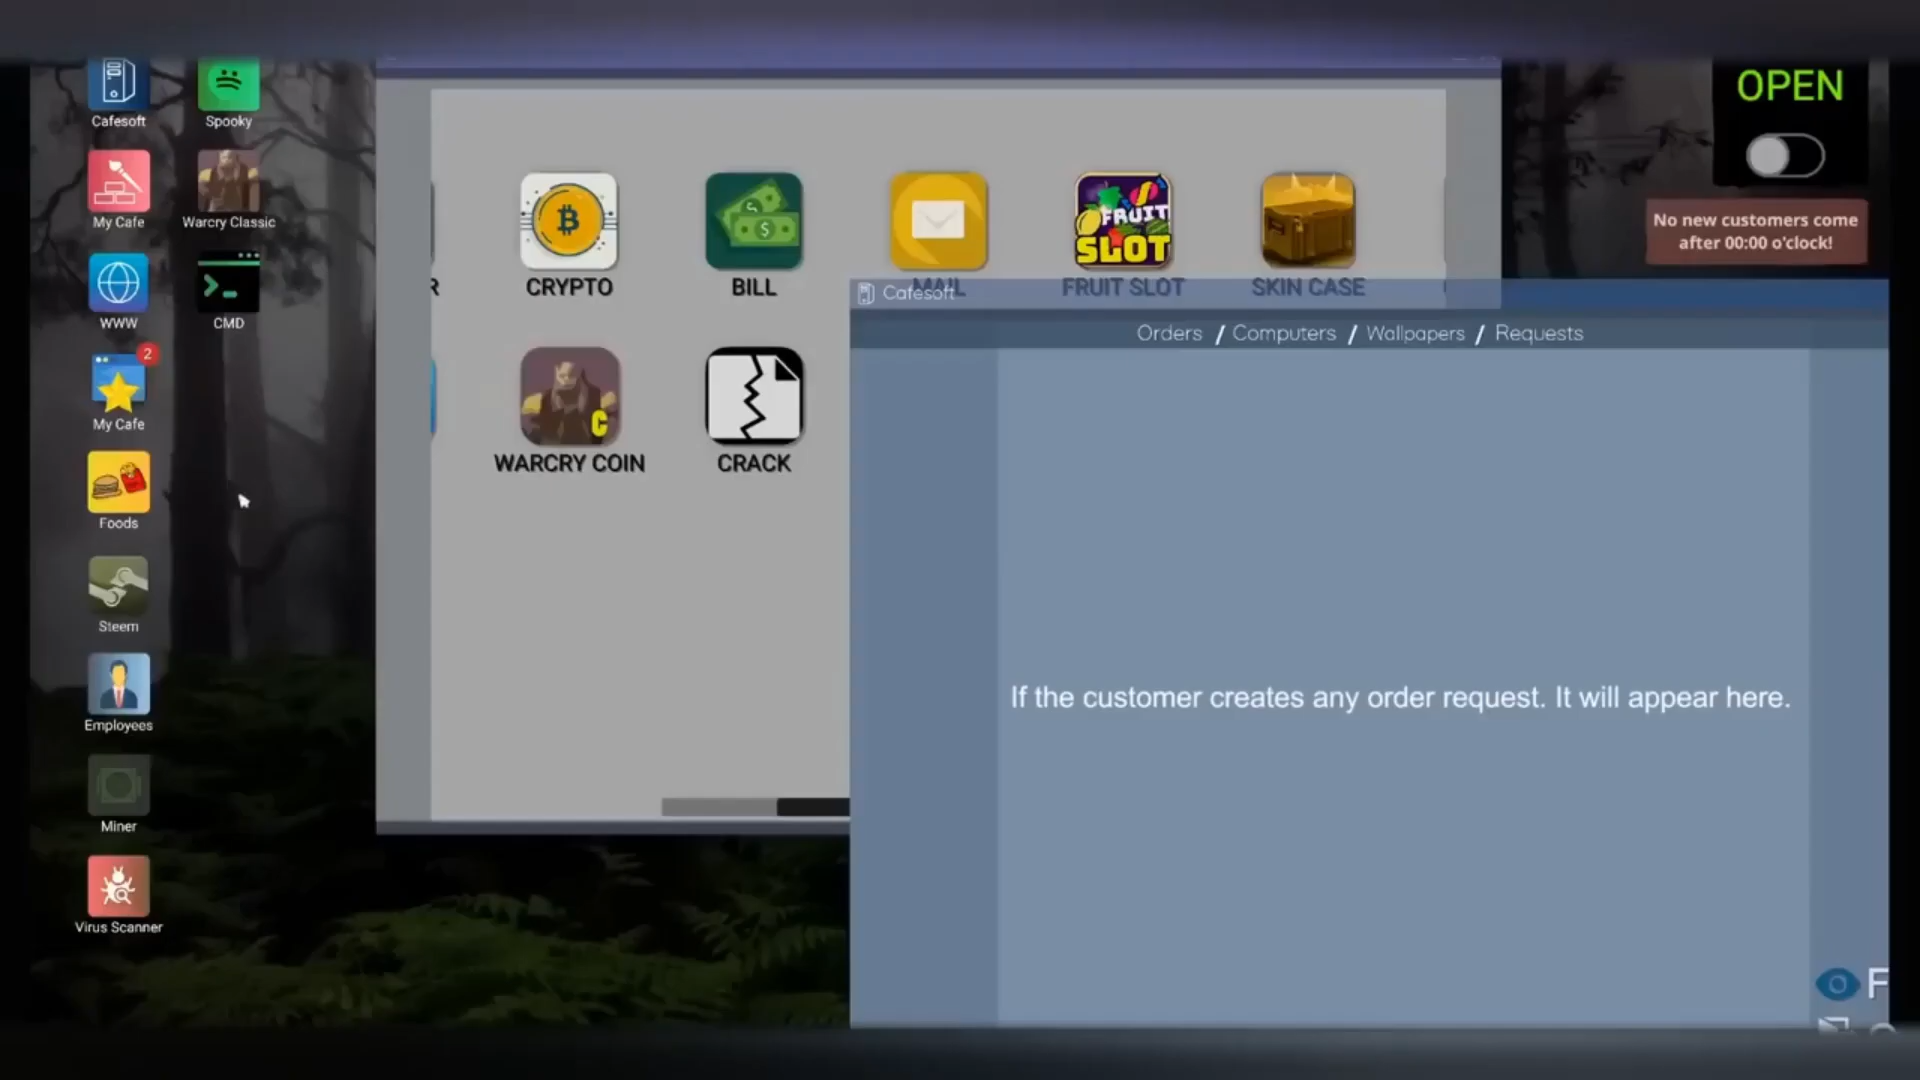 Cafesoft
Spooky
My Cafe
Warcry Classic
WWW
CMD
2
My Cafe
Foods
Steem
Employees
Miner
Virus Scanner
R
CRYPTO
BILL
MAIL
FRUIT
SLOT
FRUIT SLOT
SKIN CASE
C
WARCRY COIN
CRACK
OPEN
No new customers come
after 00:00 o'clock!
Cafesoft
Orders / Computers / Wallpapers / Requests
If the customer creates any order request. It will appear here.
F